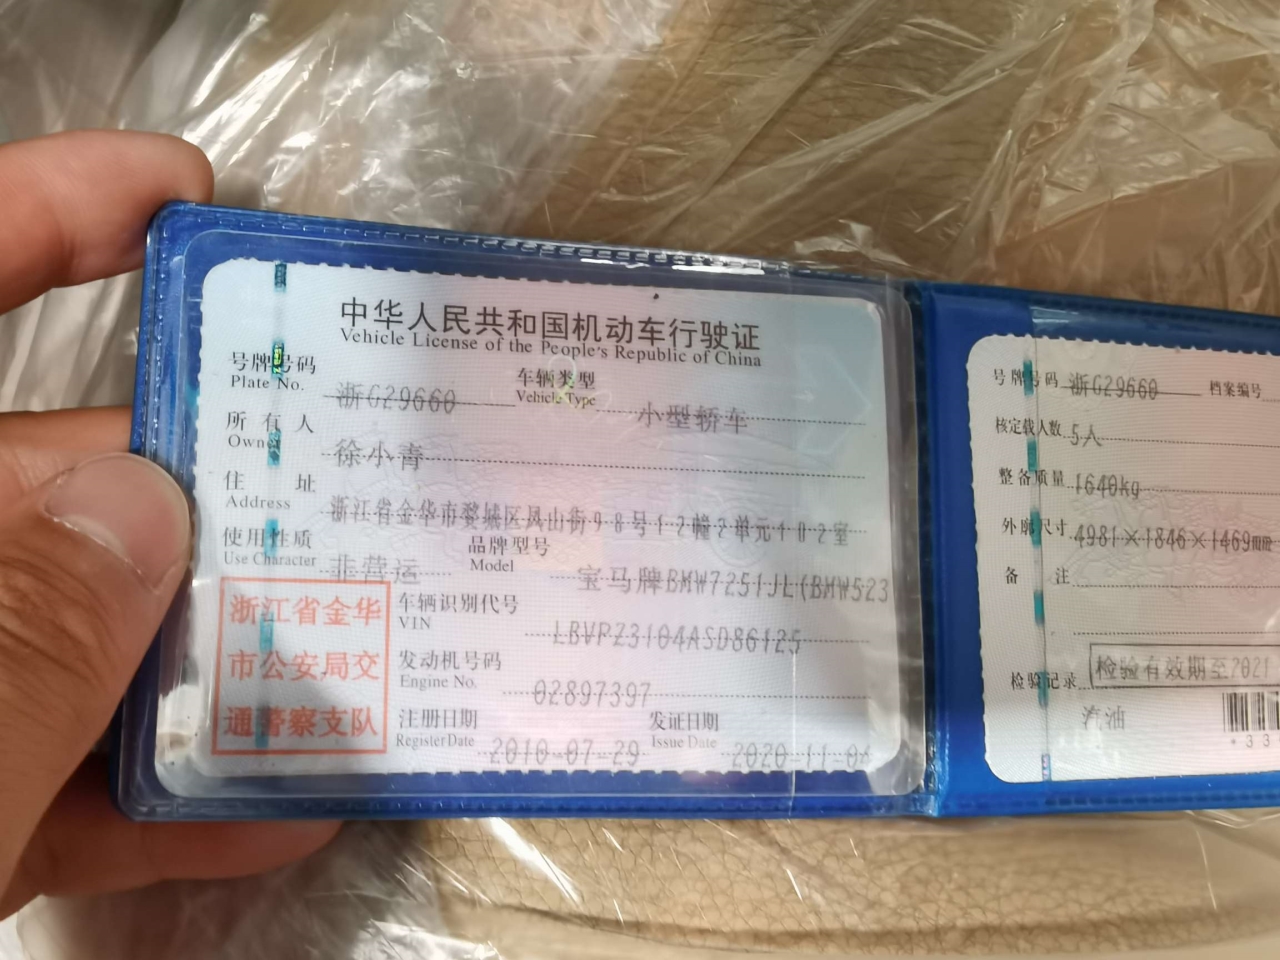 中华人民共和国机动车行驶证
Vehicle License of the People's Republic of China
号牌号码 浙G29660 车辆类型 小型轿车
Plate No. Vehicle Type
所有人 徐小青
Owner
住址 浙江省金华市婺城区凤山街98号12幢2单元402室
Address
使用性质 非营运 品牌型号 宝马牌BMW7251JL(BMW523
Use Character Model
浙江省金华
市公安局交
通警察支队
车辆识别代号 LBVPZ3104ASD86125
VIN
发动机号码 02897397
Engine No.
注册日期 2010-07-29 发证日期 2020-11-04
Register Date Issue Date
号牌号码 浙G29660 档案编号
核定载人数 5人
整备质量 1640kg
外廓尺寸 4981×1846×1469mm
备注
检验记录 检验有效期至2021
汽油
*33